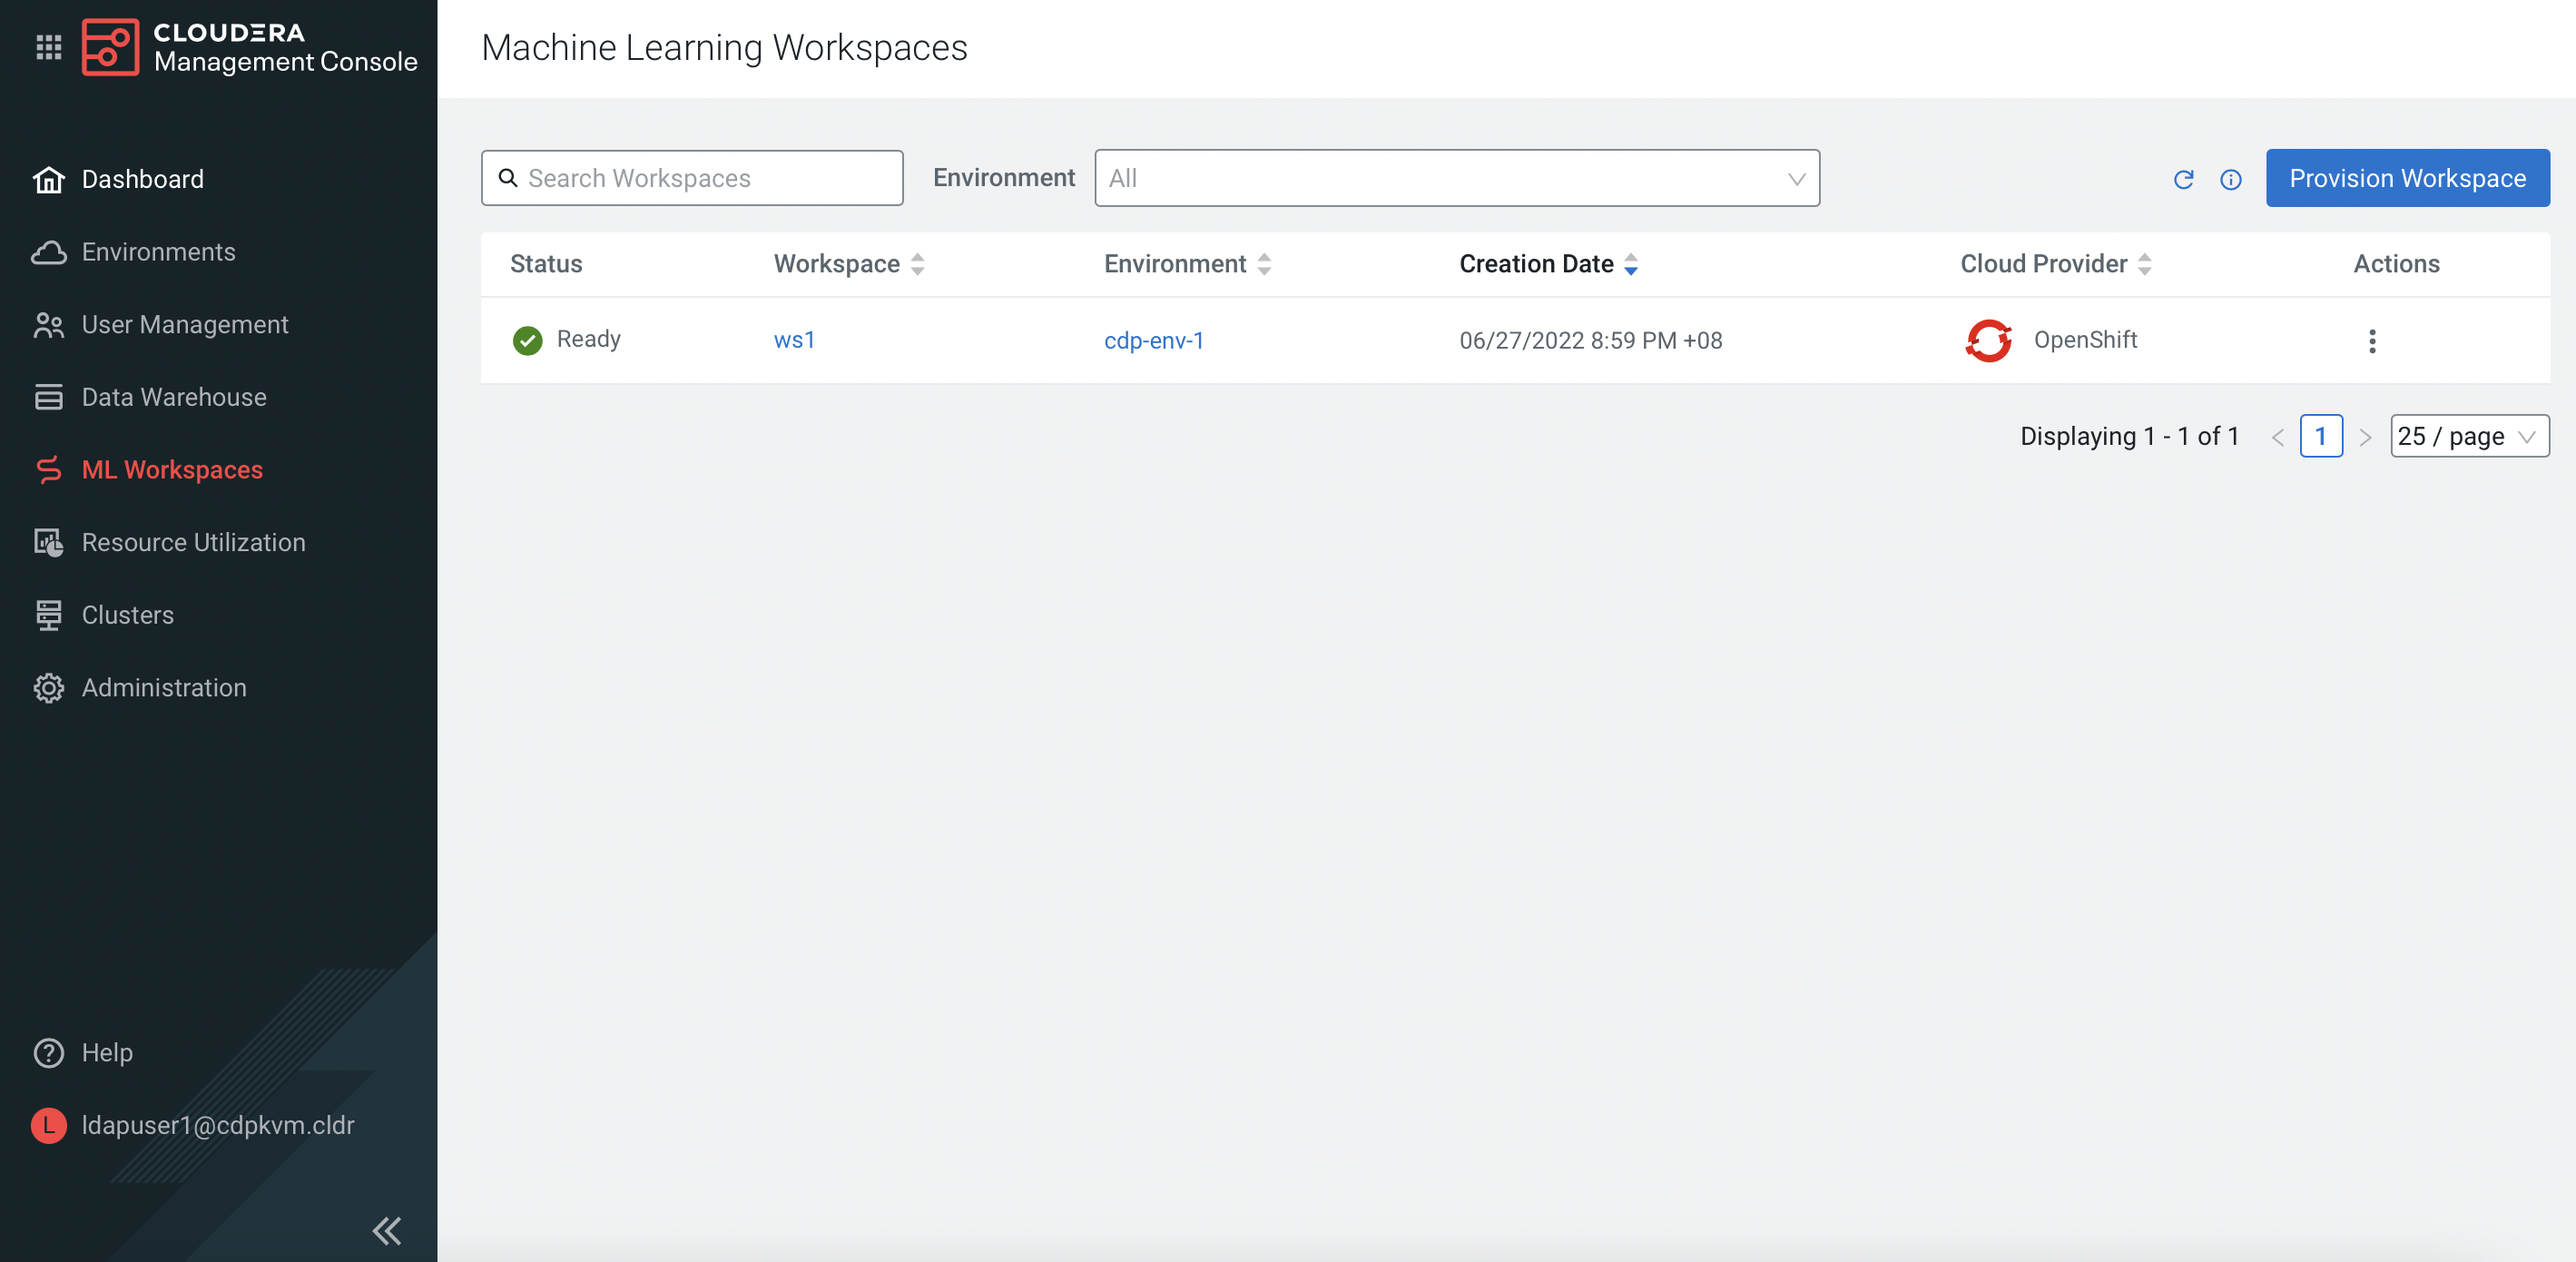 CLOUDERA
Management Console
Dashboard
Environments
User Management
Data Warehouse
ML Workspaces
Resource Utilization
Clusters
Administration
Help
L ldapuser1@cdpkvm.cldr
Machine Learning Workspaces
Search Workspaces Environment All Provision Workspace
Status Workspace Environment Creation Date Cloud Provider Actions
Ready ws1 cdp-env-1 06/27/2022 8:59 PM +08 OpenShift
Displaying 1 - 1 of 1 < 1 > 25 / page